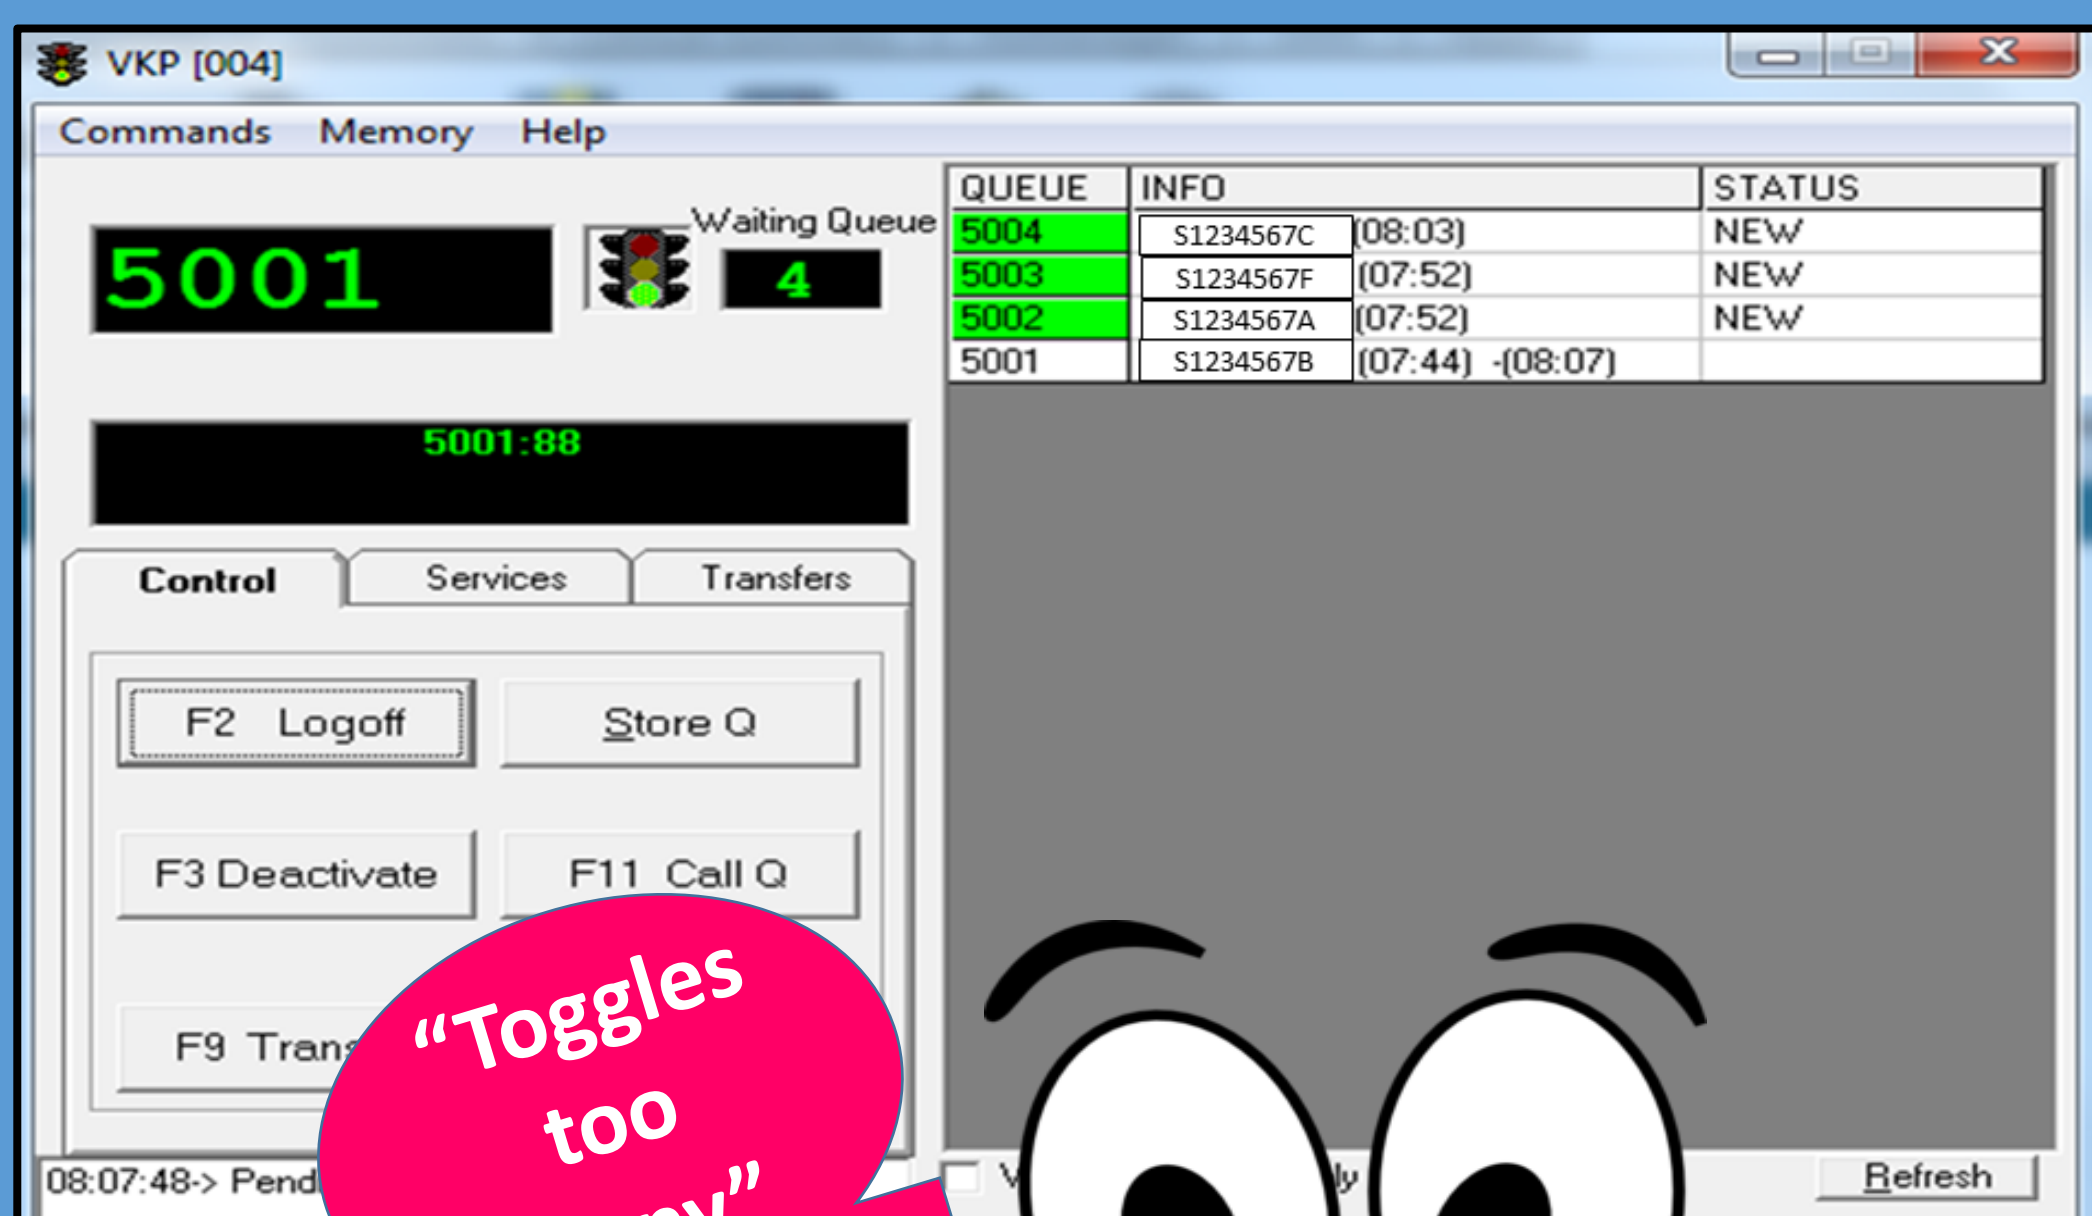 VKP [004]
Commands Memory Help
5001
Waiting Queue
4
5001:88
Control Services Transfers
F2 Logoff
Store Q
F3 Deactivate
F11 Call Q
F9
08:07:48->
QUEUE INFO STATUS
5004 S1234567C (08:03) NEW
5003 S1234567F (07:52) NEW
5002 S1234567A (07:52) NEW
5001 S1234567B (07:44) -(08:07)
Refresh
“Toggles
too